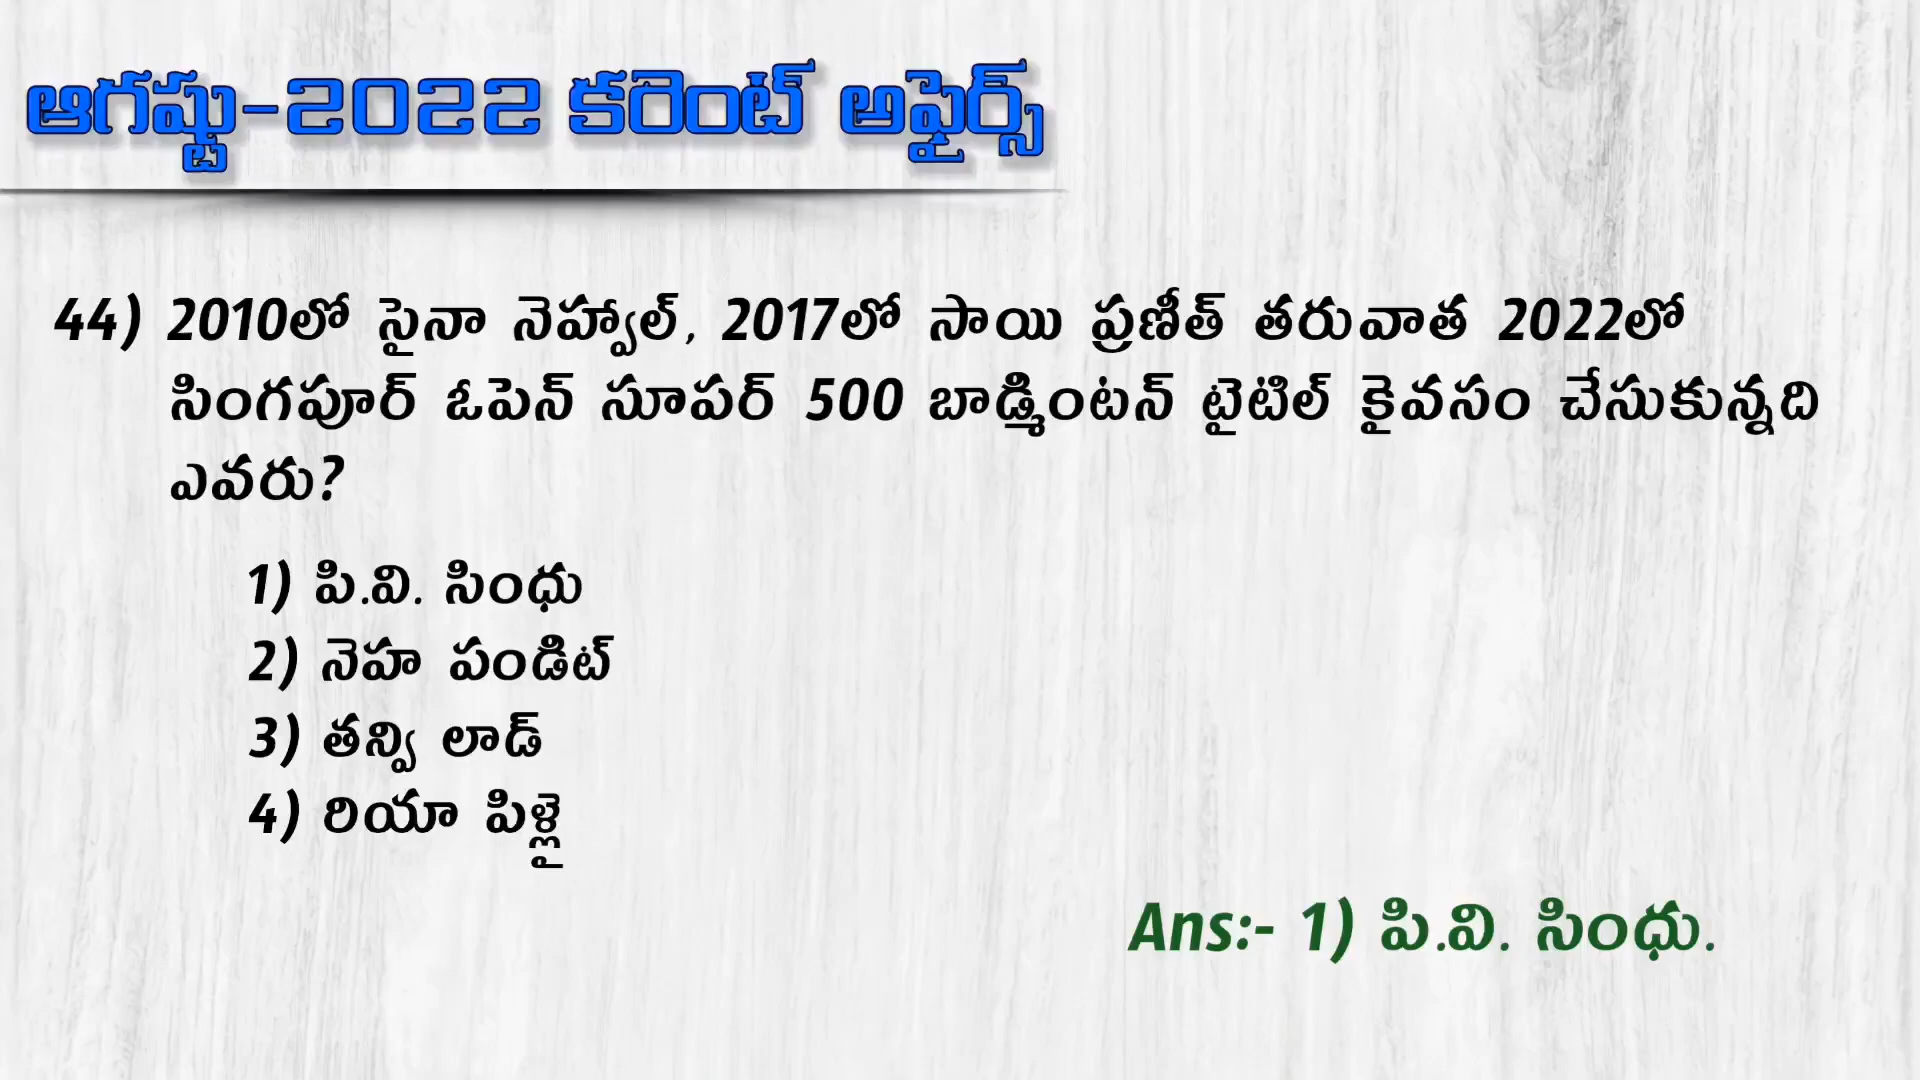 ఆగష్టు-2022 కరెంట్ అఫైర్స్
44) 2010లో సైనా నెహ్వాల్, 2017లో సాయి ప్రణీత్ తరువాత 2022లో
సింగపూర్ ఓపెన్ సూపర్ 500 బాడ్మింటన్ టైటిల్ కైవసం చేసుకున్నది
ఎవరు?
1) పి.వి. సింధు
2) నెహ పండిట్
3) తన్వి లాడ్
4) రియా పిళ్లై
Ans:- 1) పి.వి. సింధు.